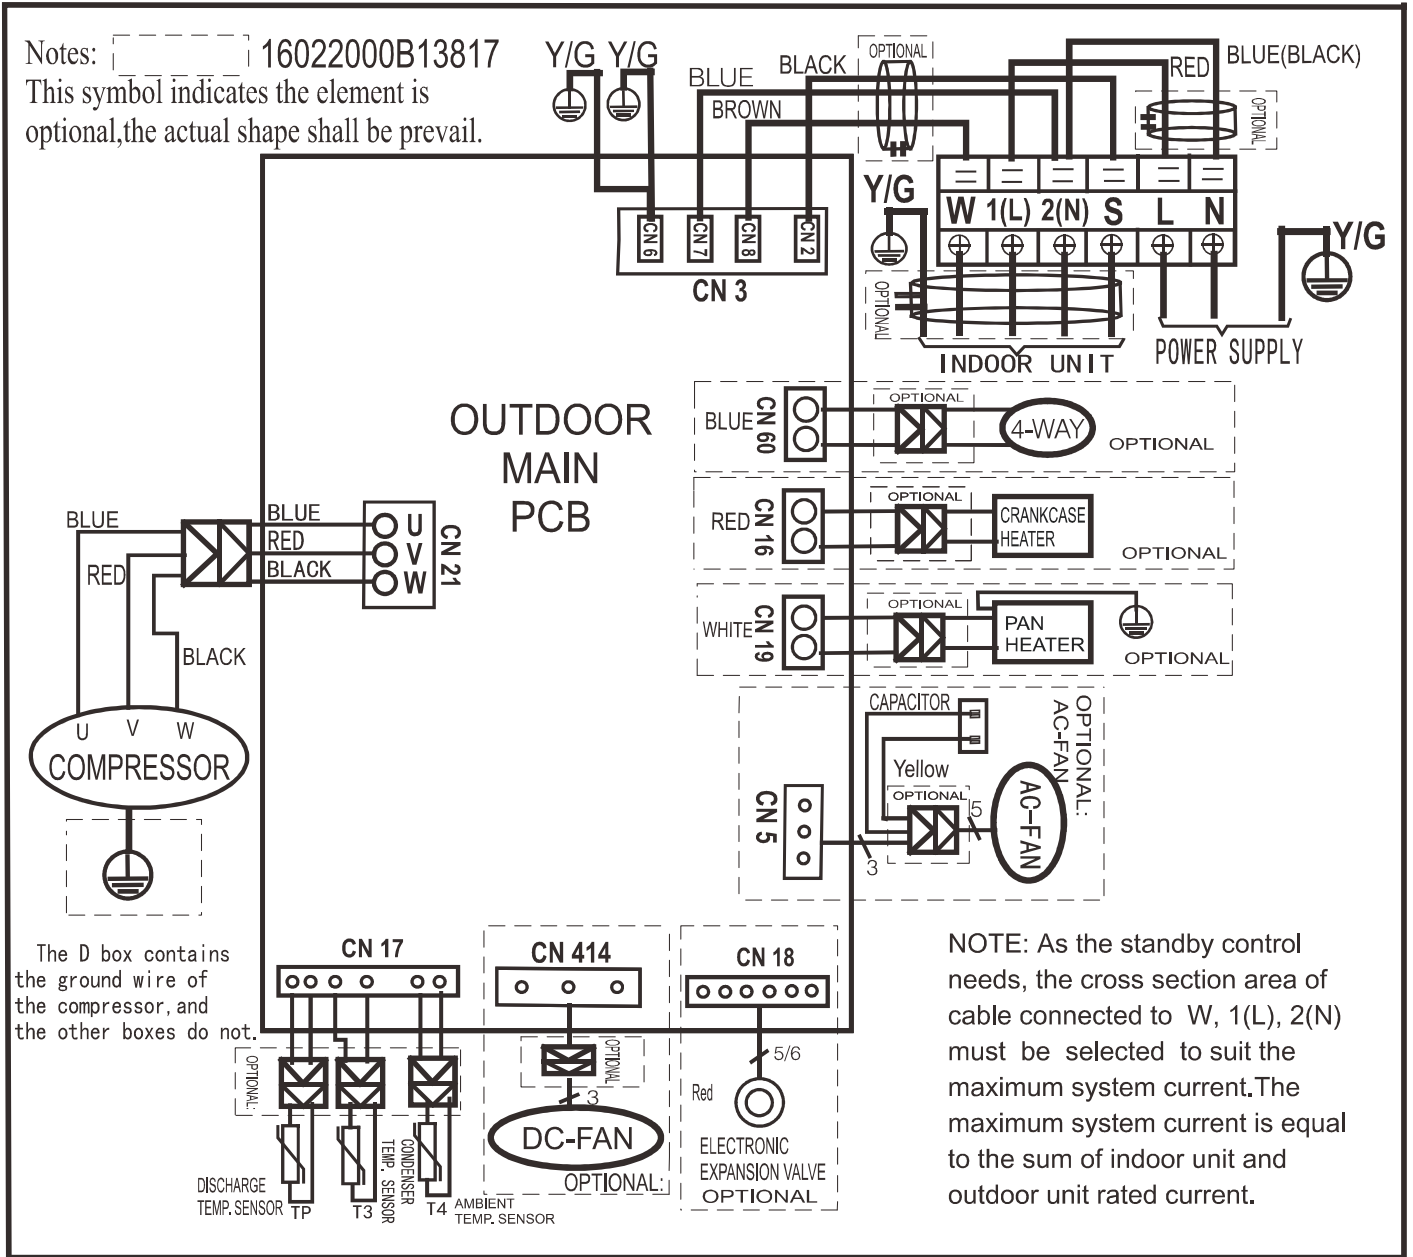 Notes: 16022000B13817
This symbol indicates the element is
optional,the actual shape shall be prevail.
Y/G Y/G
BLUE
BLACK
BROWN
OPTIONAL
RED
BLUE(BLACK)
OPTIONAL
Y/G
W 1(L) 2(N) S L N
Y/G
CN 6
CN 7
CN 8
CN 2
CN 3
OPTIONAL
INDOOR UNIT
POWER SUPPLY
OUTDOOR
MAIN
PCB
BLUE
CN 60
OPTIONAL
4-WAY
OPTIONAL
RED
CN 16
OPTIONAL
CRANKCASE
HEATER
OPTIONAL
WHITE
CN 19
OPTIONAL
PAN
HEATER
OPTIONAL
BLUE
RED
BLACK
BLUE
RED
BLACK
U
V
W
CN 21
U V W
COMPRESSOR
CAPACITOR
OPTIONAL:
AC-FAN
Yellow
OPTIONAL
5
AC-FAN
CN 5
3
The D box contains
the ground wire of
the compressor,and
the other boxes do not.
CN 17
OPTIONAL:
DISCHARGE
TEMP. SENSOR
TP
T3
CONDENSER
TEMP. SENSOR
T4
AMBIENT
TEMP. SENSOR
CN 414
OPTIONAL
3
DC-FAN
OPTIONAL:
CN 18
5/6
Red
ELECTRONIC
EXPANSION VALVE
OPTIONAL
NOTE: As the standby control
needs, the cross section area of
cable connected to W, 1(L), 2(N)
must be selected to suit the
maximum system current.The
maximum system current is equal
to the sum of indoor unit and
outdoor unit rated current.